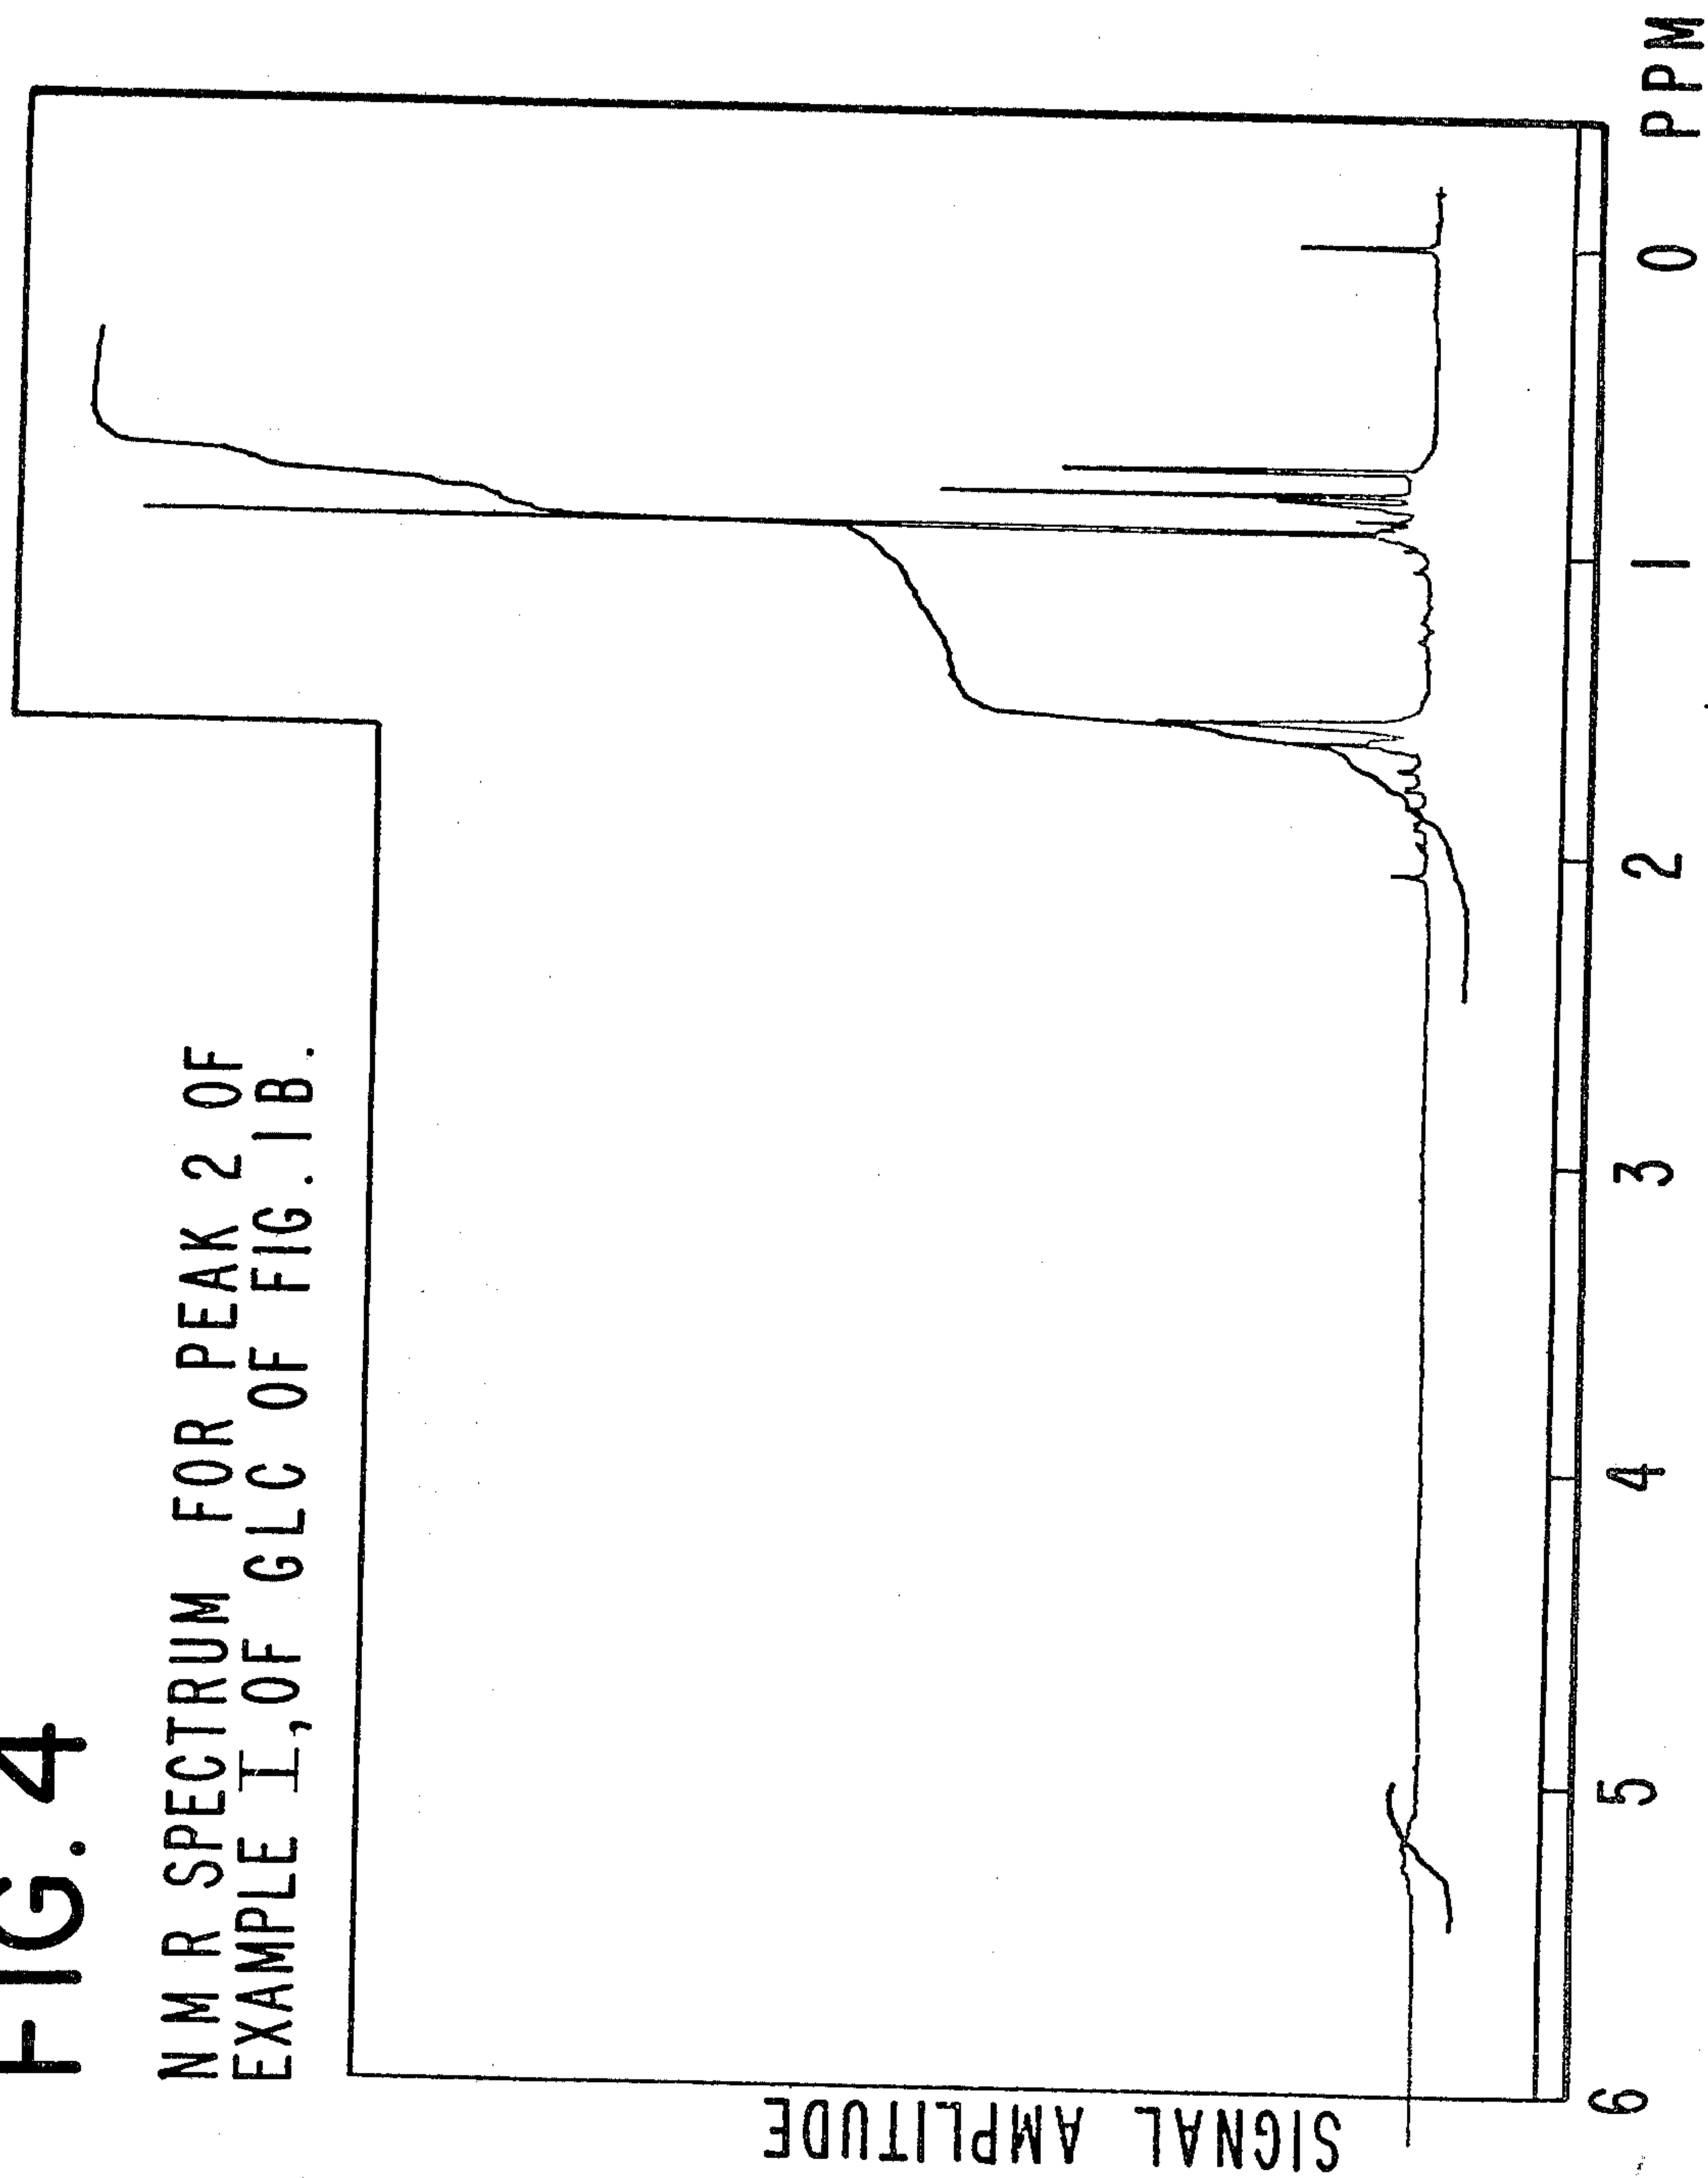 FIG. 4
NMR SPECTRUM FOR PEAK 2 OF
EXAMPLE I, OF GLC OF FIG. 1B.
SIGNAL AMPLITUDE
6 5 4 3 2 1 0 PPM